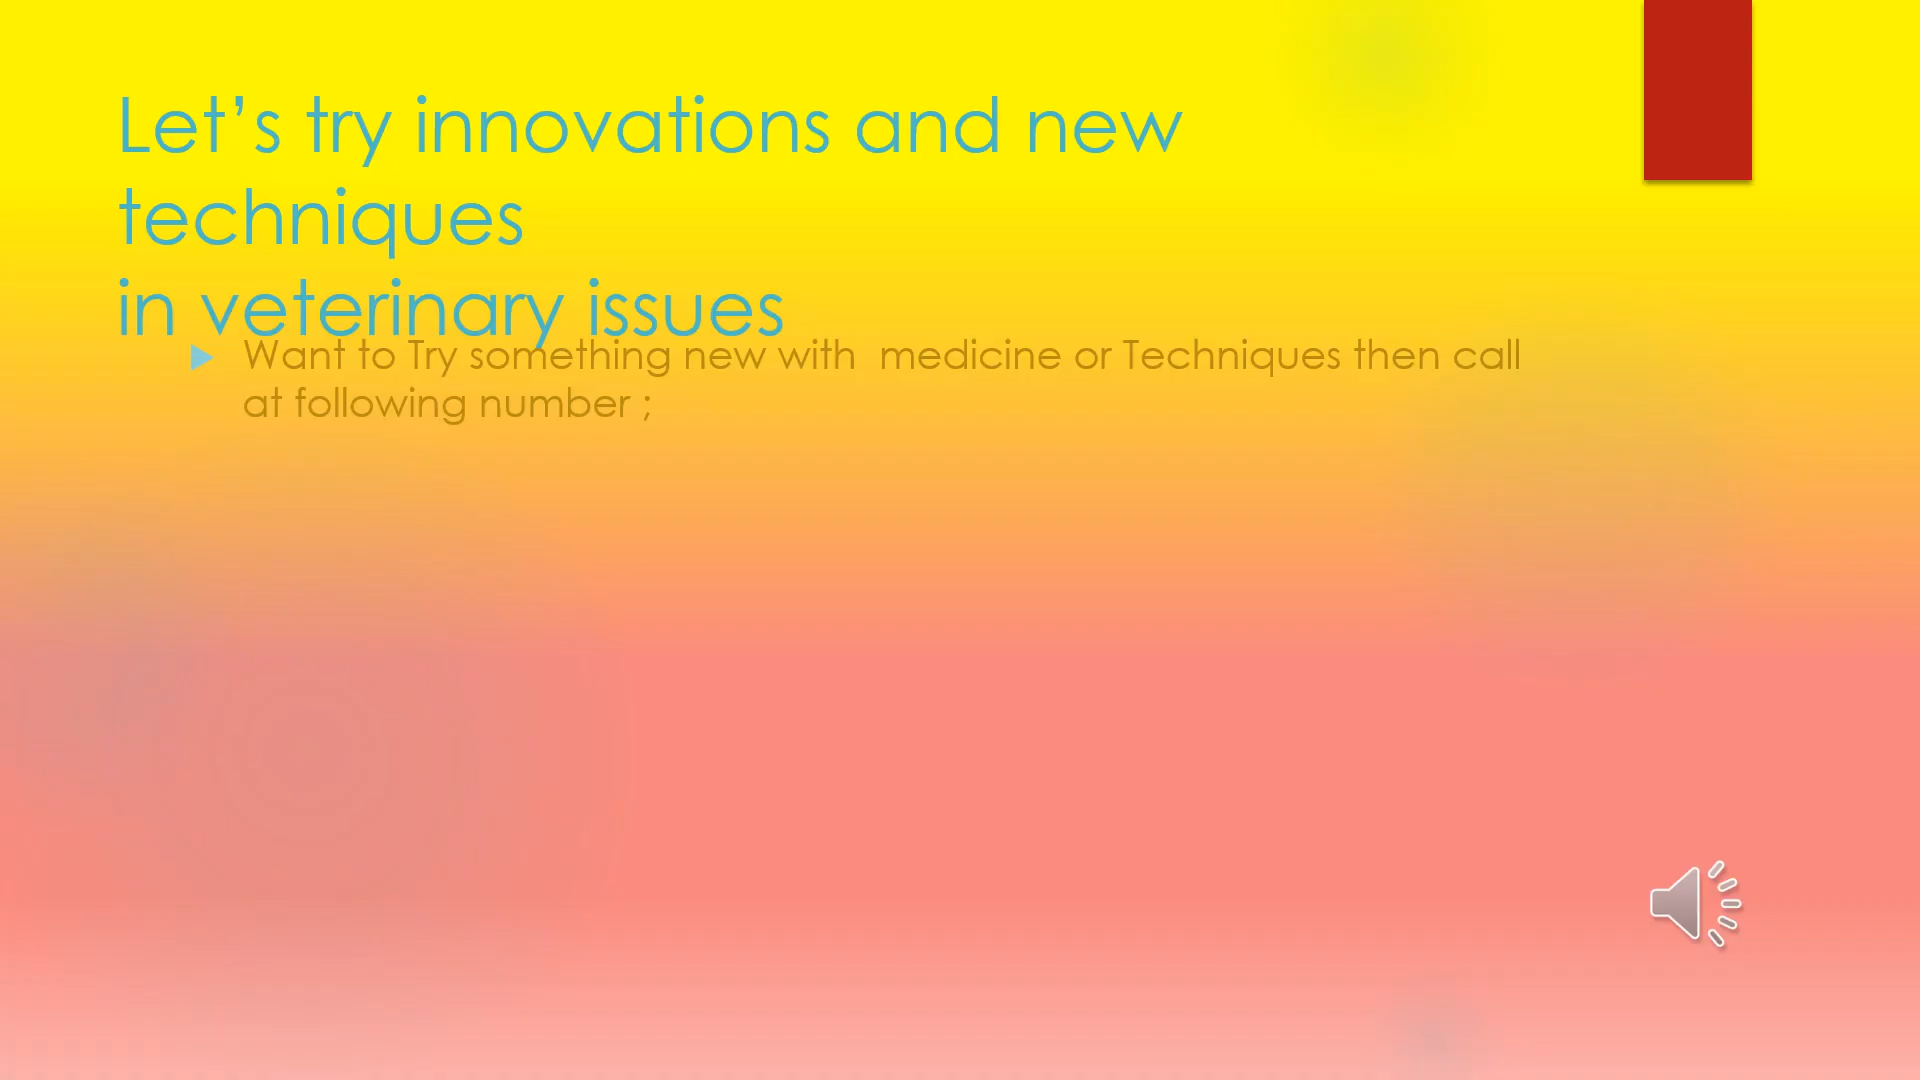 Let’s try innovations and new
techniques
in veterinary issues
Want to Try something new with  medicine or Techniques then call
at following number ;